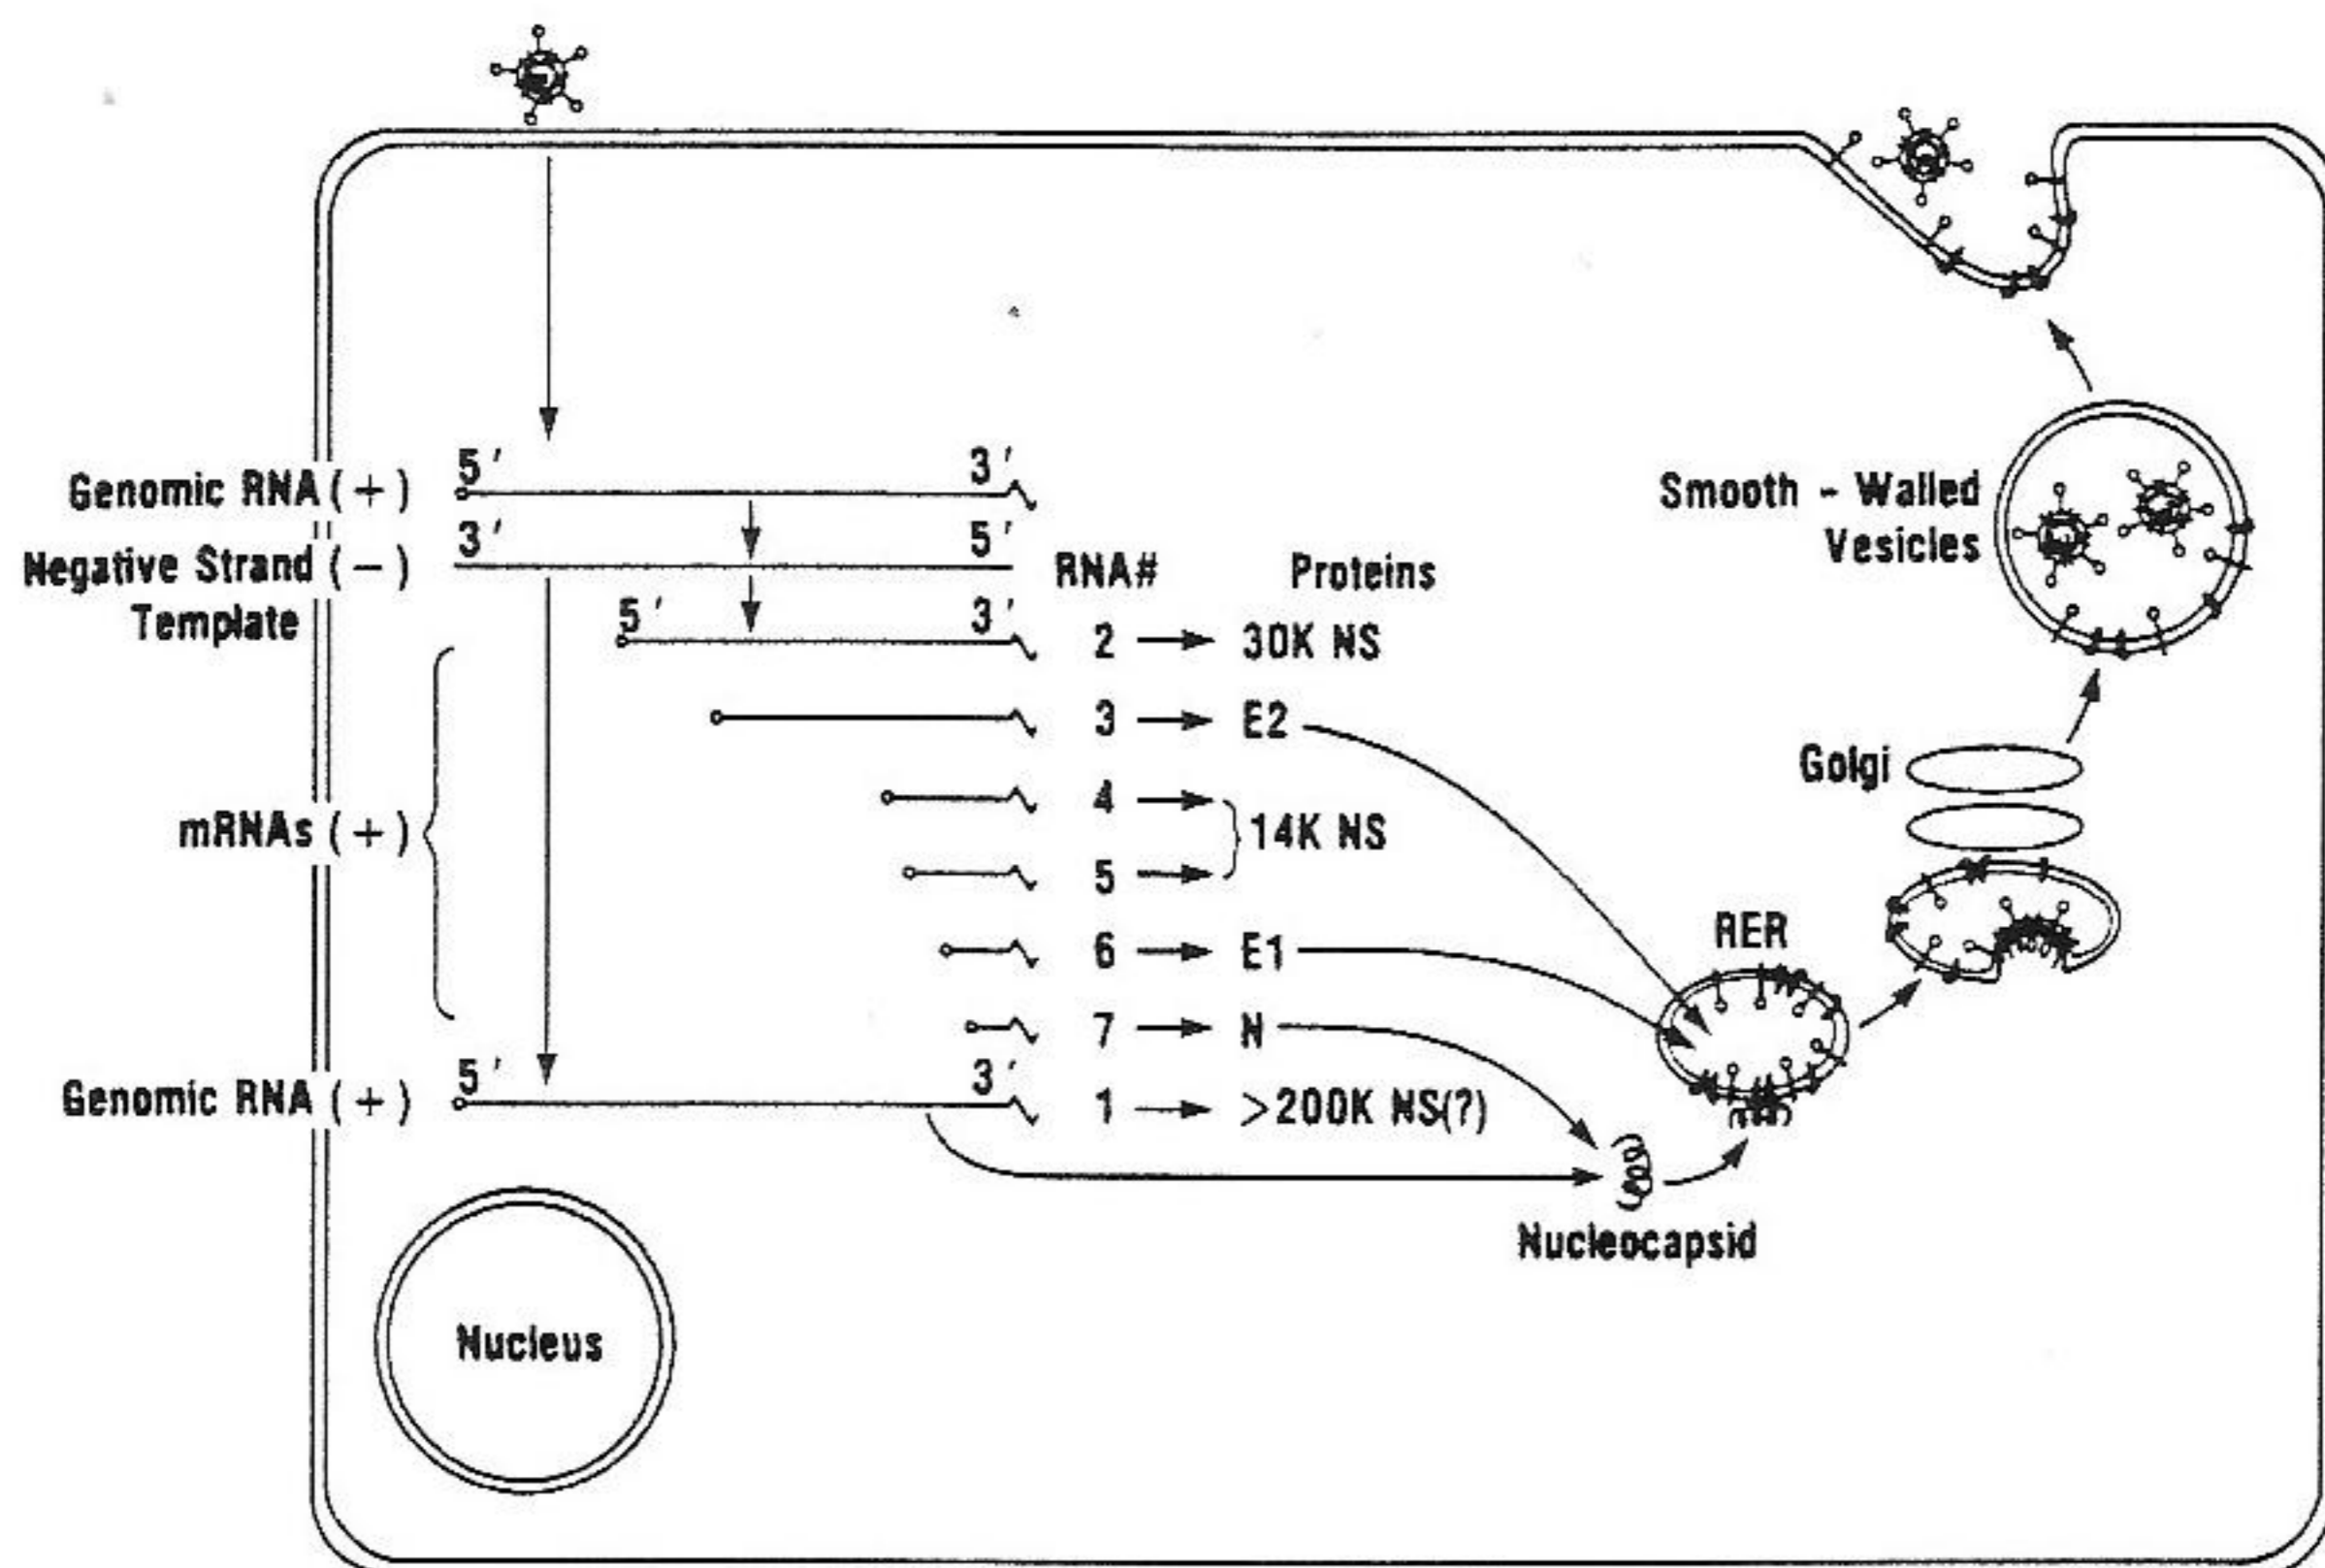 5′ 3′
Genomic RNA (+)
3′ 5′
Negative Strand (−)
Template
RNA# Proteins
5′ 3′
2 30K NS
3 E2
4
14K NS
5
mRNAs (+)
6 E1
7 N
5′ 3′
Genomic RNA (+)
1 >200K NS(?)
Nucleus
Nucleocapsid
RER
Golgi
Smooth - Walled
Vesicles